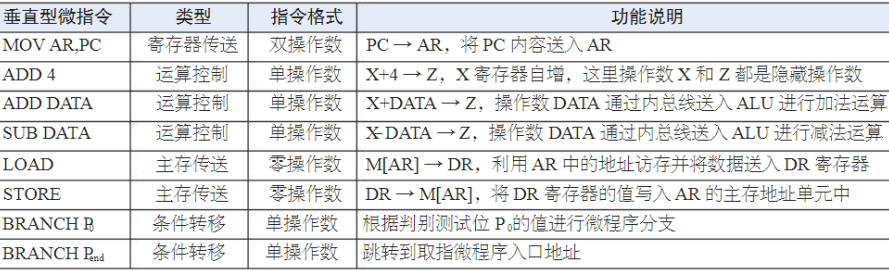 垂直型微指令 类型 指令格式 功能说明
MOV AR,PC 寄存器传送 双操作数 PC → AR，将 PC 内容送入 AR
ADD 4 运算控制 单操作数 X+4 → Z，X 寄存器自增，这里操作数 X 和 Z 都是隐藏操作数
ADD DATA 运算控制 单操作数 X+DATA → Z，操作数 DATA 通过内总线送入 ALU 进行加法运算
SUB DATA 运算控制 单操作数 X-DATA → Z，操作数 DATA 通过内总线送入 ALU 进行减法运算
LOAD 主存传送 零操作数 M[AR] → DR，利用 AR 中的地址访存并将数据送入 DR 寄存器
STORE 主存传送 零操作数 DR → M[AR]，将 DR 寄存器的值写入 AR 的主存地址单元中
BRANCH P0 条件转移 单操作数 根据判别测试位 P0的值进行微程序分支
BRANCH Pend 条件转移 单操作数 跳转到取指微程序入口地址